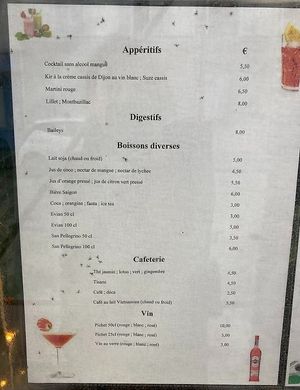 Apéritifs €
Cocktail sans alcool mangue 5,50
Kir à la crème cassis de Dijon au vin blanc ; Suze cassis 6,00
Martini rouge 6,50
Lillet ; Montbazillac 8,00
Digestifs
Baileys 8,00
Boissons diverses
Lait soja (chaud ou froid) 5,00
Jus de coco ; nectar de mangue ; nectar de lychee 4,50
Jus d'orange pressé ; jus de citron vert pressé 5,50
Bière Saigon 6,00
Coca ; orangina ; fanta ; ice tea 3,00
Evian 50 cl 3,00
Evian 100 cl 5,00
San Pellegrino 50 cl 3,50
San Pellegrino 100 cl 6,00
Cafeterie
Thé jasmin ; lotus ; vert ; gingembre 4,50
Tisane 4,50
Café ; déca 2,50
Café au lait Vietnamien (chaud ou froid) 5,50
Vin
Pichet 50cl (rouge ; blanc ; rosé) 10,00
Pichet 25cl (rouge ; blanc ; rosé) 5,00
Vin au verre (rouge ; blanc ; rosé) 5,00